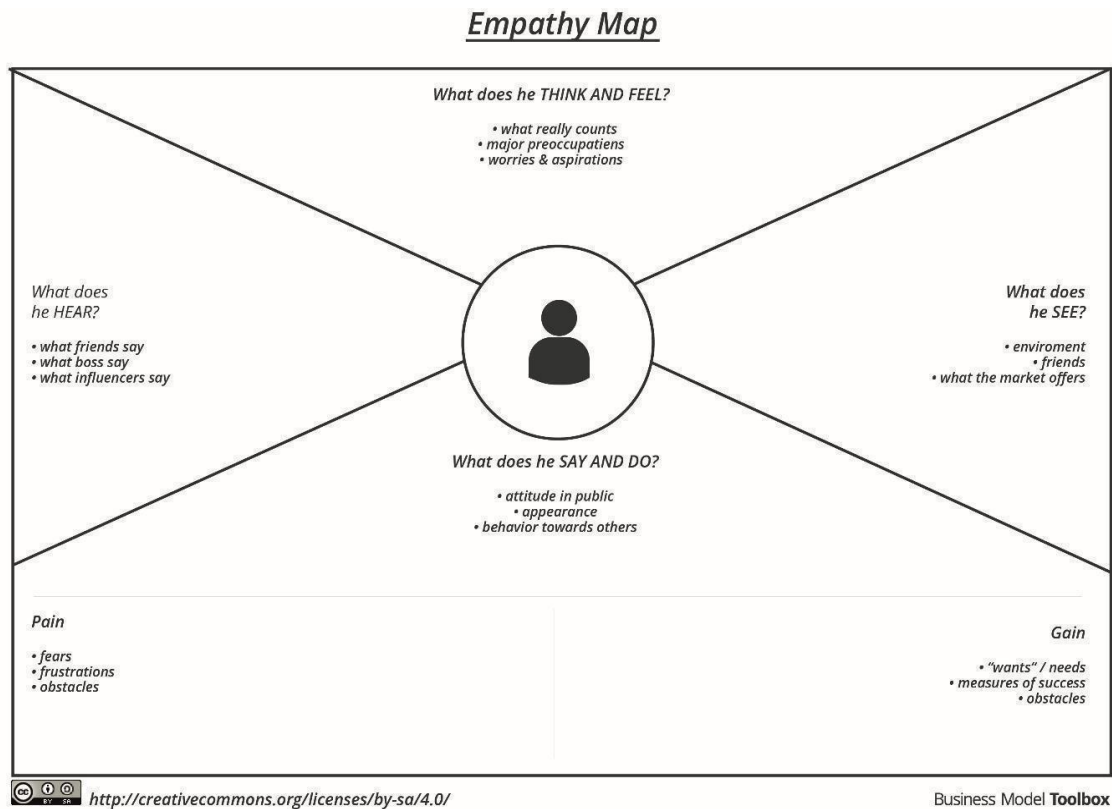 Empathy Map
What does he THINK AND FEEL?
• what really counts
• major preoccupatiens
• worries & aspirations
What does
he HEAR?
• what friends say
• what boss say
• what influencers say
What does
he SEE?
• enviroment
• friends
• what the market offers
What does he SAY AND DO?
• attitude in public
• appearance
• behavior towards others
Pain
• fears
• frustrations
• obstacles
Gain
• “wants” / needs
• measures of success
• obstacles
cc BY SA
http://creativecommons.org/licenses/by-sa/4.0/
Business Model Toolbox